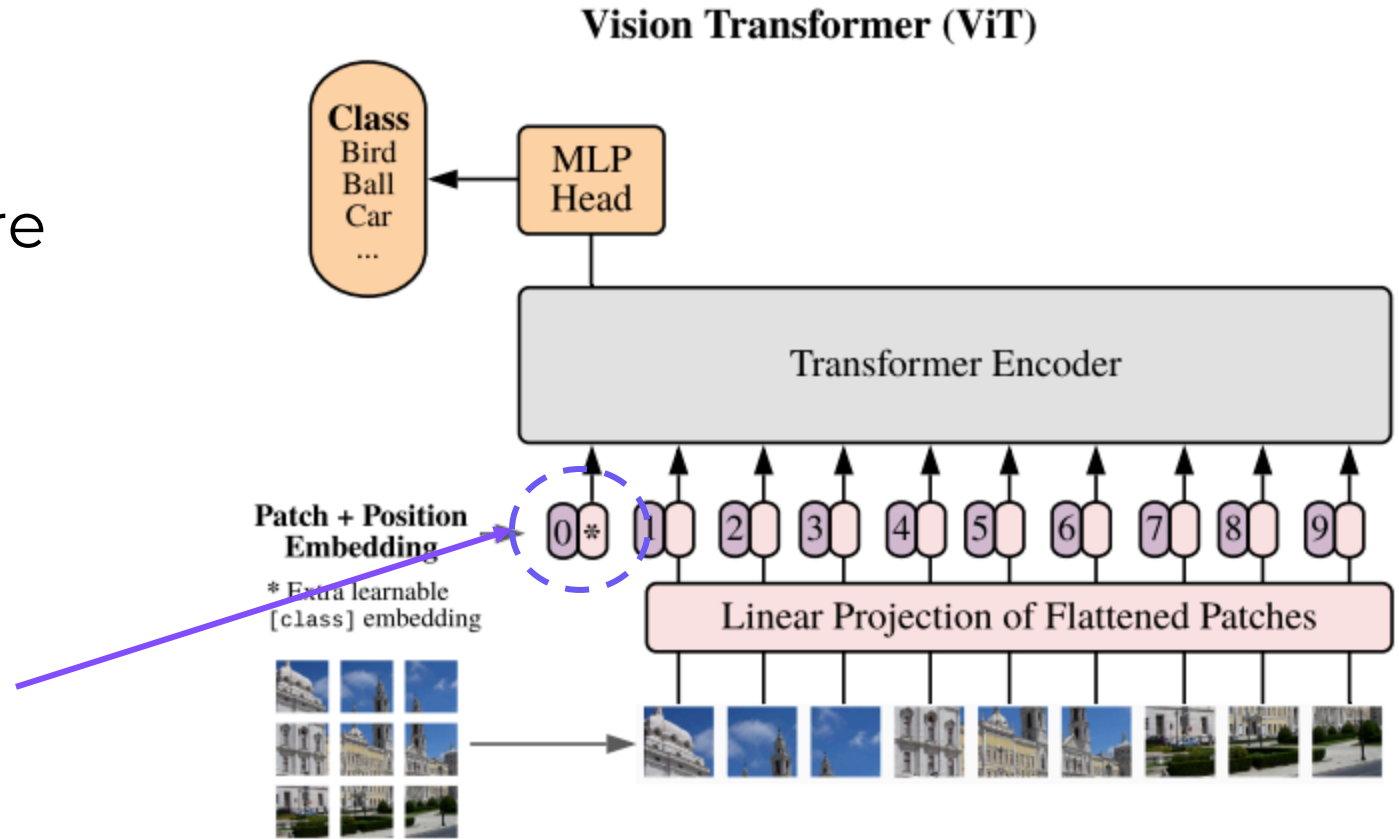 Vision Transformer (ViT)
Class
Bird
Ball
Car
...
MLP
Head
re
Transformer Encoder
Patch + Position
Embedding
* Extra learnable
[class] embedding
0 * 1 2 3 4 5 6 7 8 9
Linear Projection of Flattened Patches